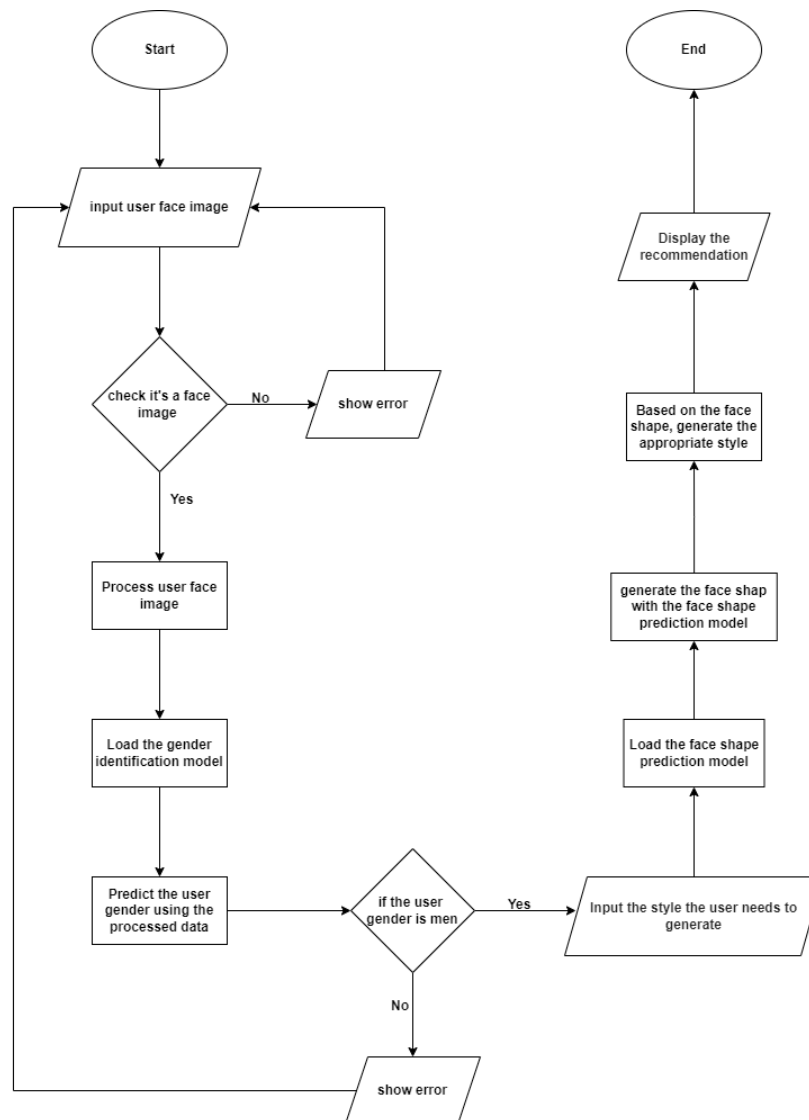 Start
input user face image
check it's a face
image
No
show error
Yes
Process user face
image
Load the gender
identification model
Predict the user
gender using the
processed data
if the user
gender is men
No
show error
Yes
Input the style the user needs to
generate
Load the face shape
prediction model
generate the face shap
with the face shape
prediction model
Based on the face
shape, generate the
appropriate style
Display the
recommendation
End